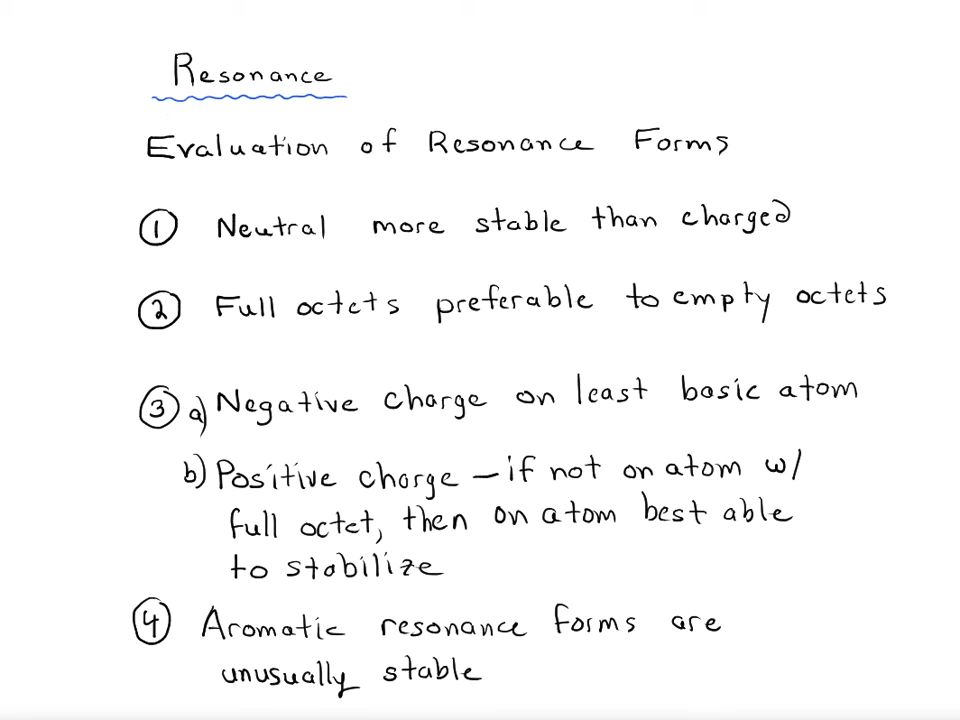 Resonance
Evaluation of Resonance Forms
① Neutral more stable than charged
② Full octets preferable to empty octets
③ a) Negative charge on least basic atom
b) Positive charge - if not on atom w/
full octet, then on atom best able
to stabilize
④ Aromatic resonance forms are
unusually stable